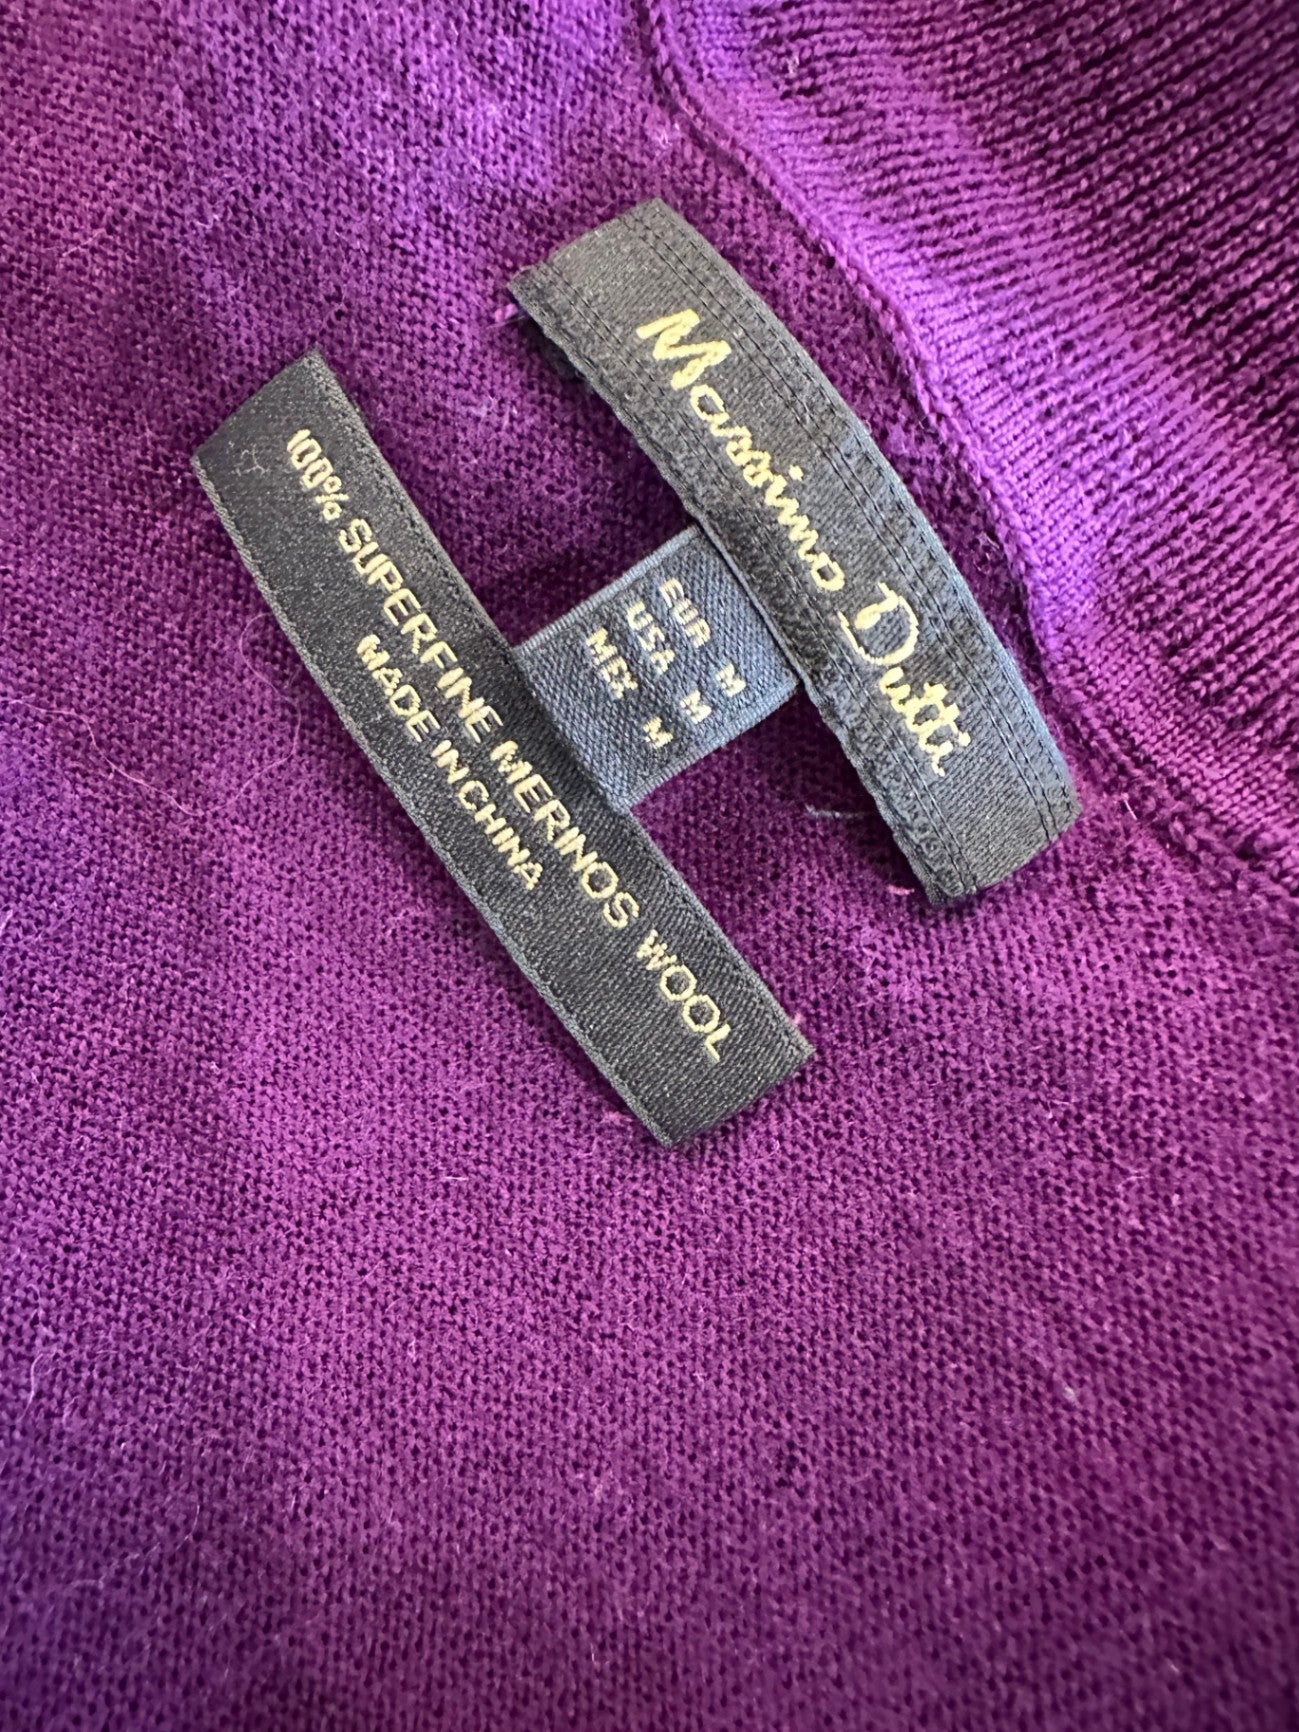 Massimo Dutti
EUR M
USA M
MEX M
100% SUPERFINE MERINOS WOOL
MADE IN CHINA